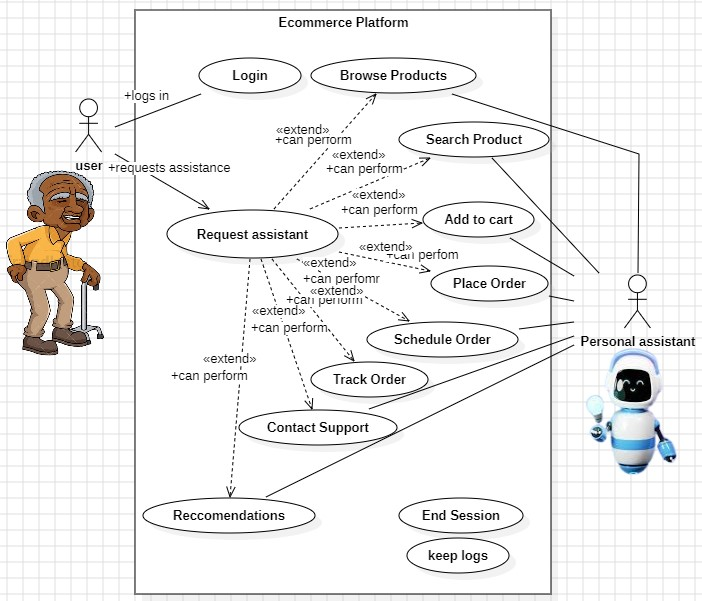 Ecommerce Platform
Login
Browse Products
+logs in
«extend»
+can perform
Search Product
user
+requests assistance
«extend»
+can perform
«extend»
+can perform
Add to cart
Request assistant
«extend»
+can perfom
«extend»
+can perfomr
Place Order
«extend»
+can perform
«extend»
+can perform
Schedule Order
Personal assistant
«extend»
+can perform
Track Order
Contact Support
Reccomendations
End Session
keep logs